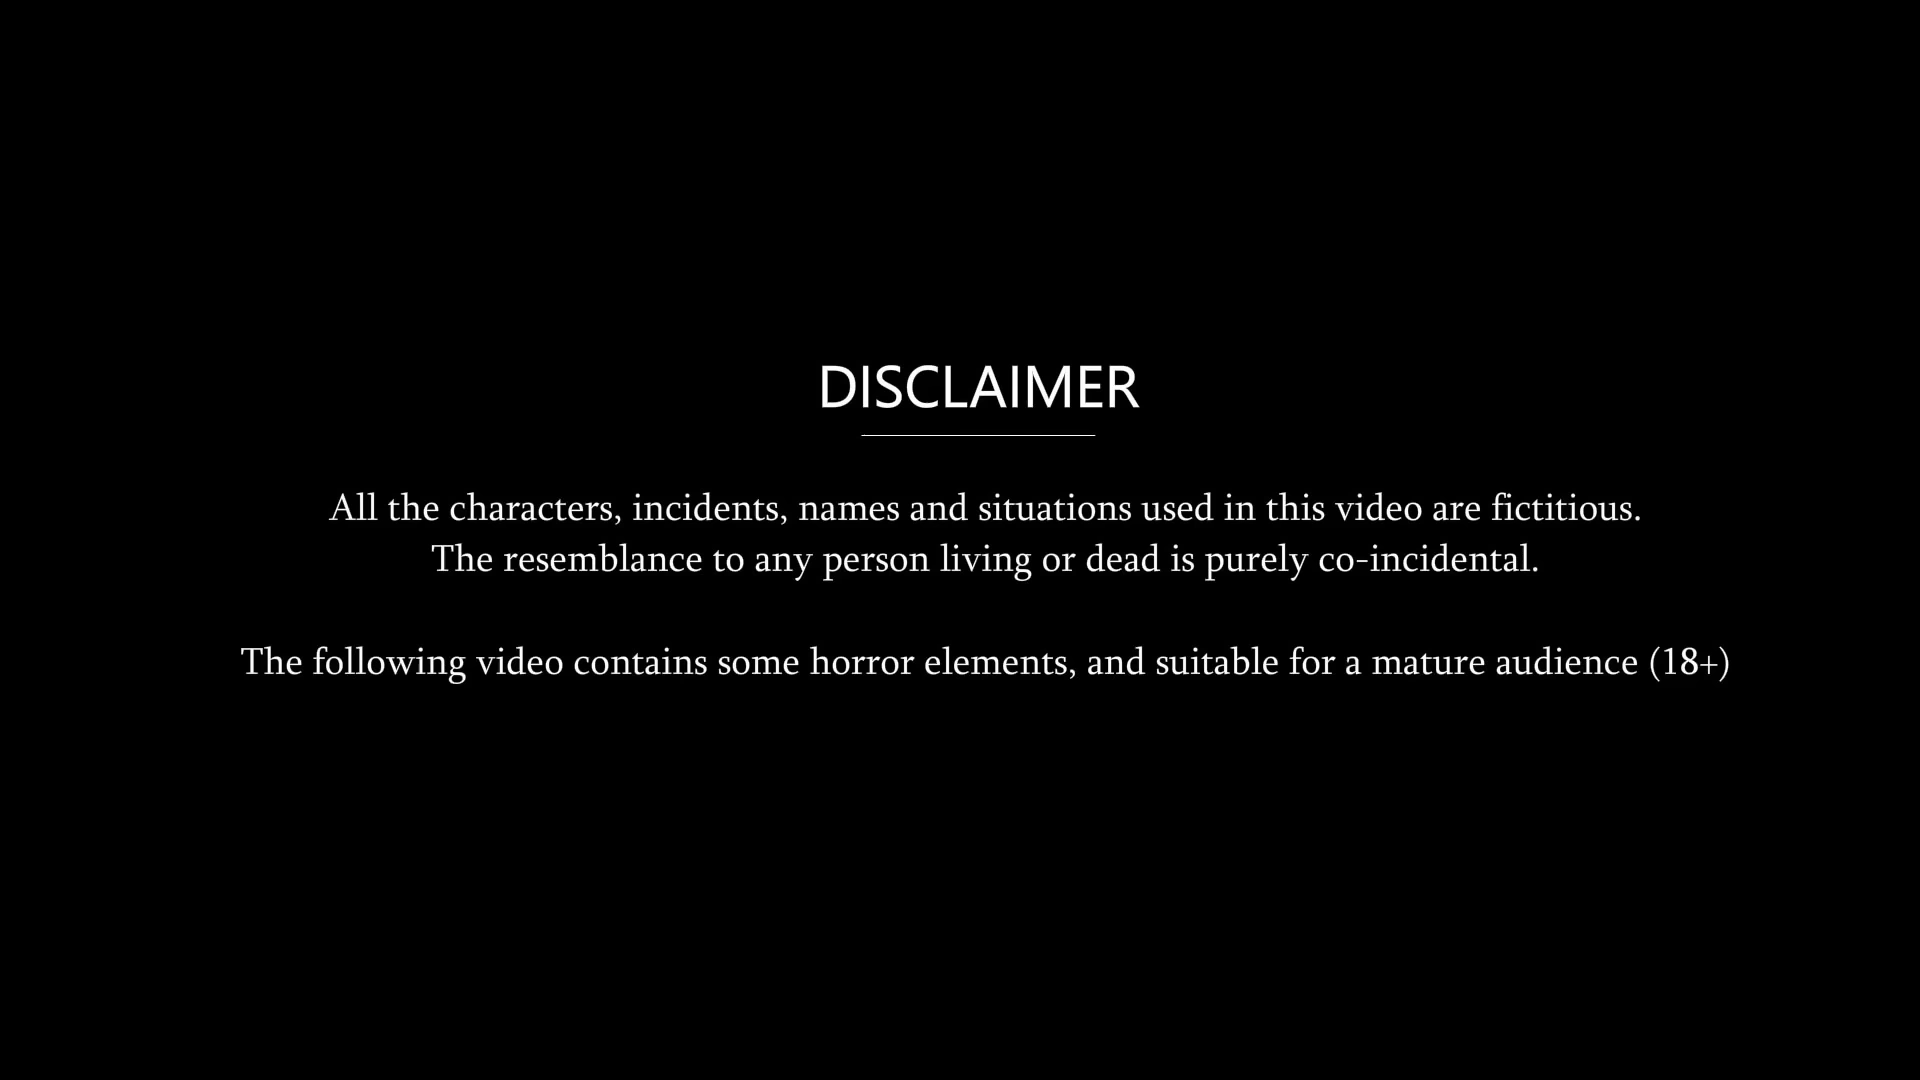 DISCLAIMER
All the characters, incidents, names and situations used in this video are fictitious.
The resemblance to any person living or dead is purely co-incidental.
The following video contains some horror elements, and suitable for a mature audience (18+)